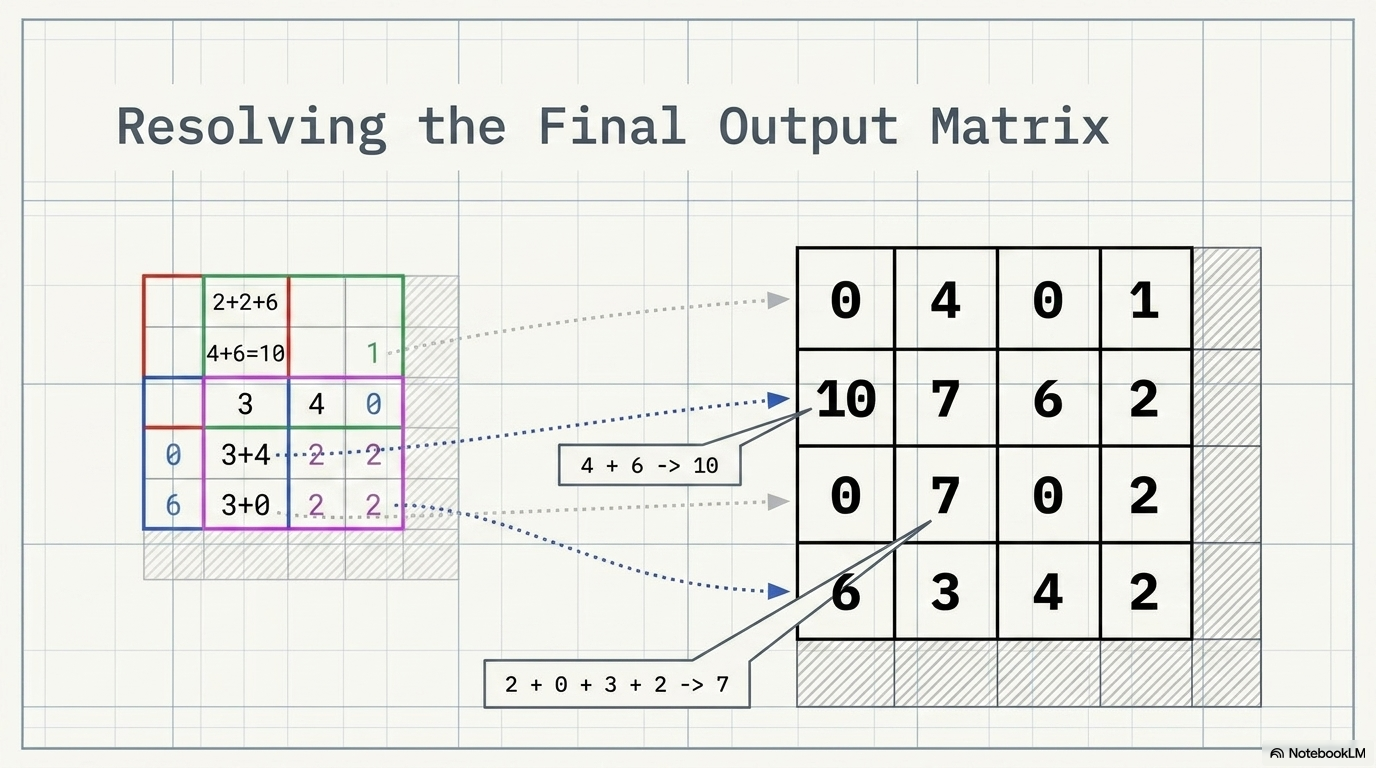 Resolving the Final Output Matrix
2+2+6
4+6=10 1
3 4 0
0 3+4 2 2
6 3+0 2 2
0 4 0 1
10 7 6 2
0 7 0 2
6 3 4 2
4 + 6 -> 10
2 + 0 + 3 + 2 -> 7
NotebookLM